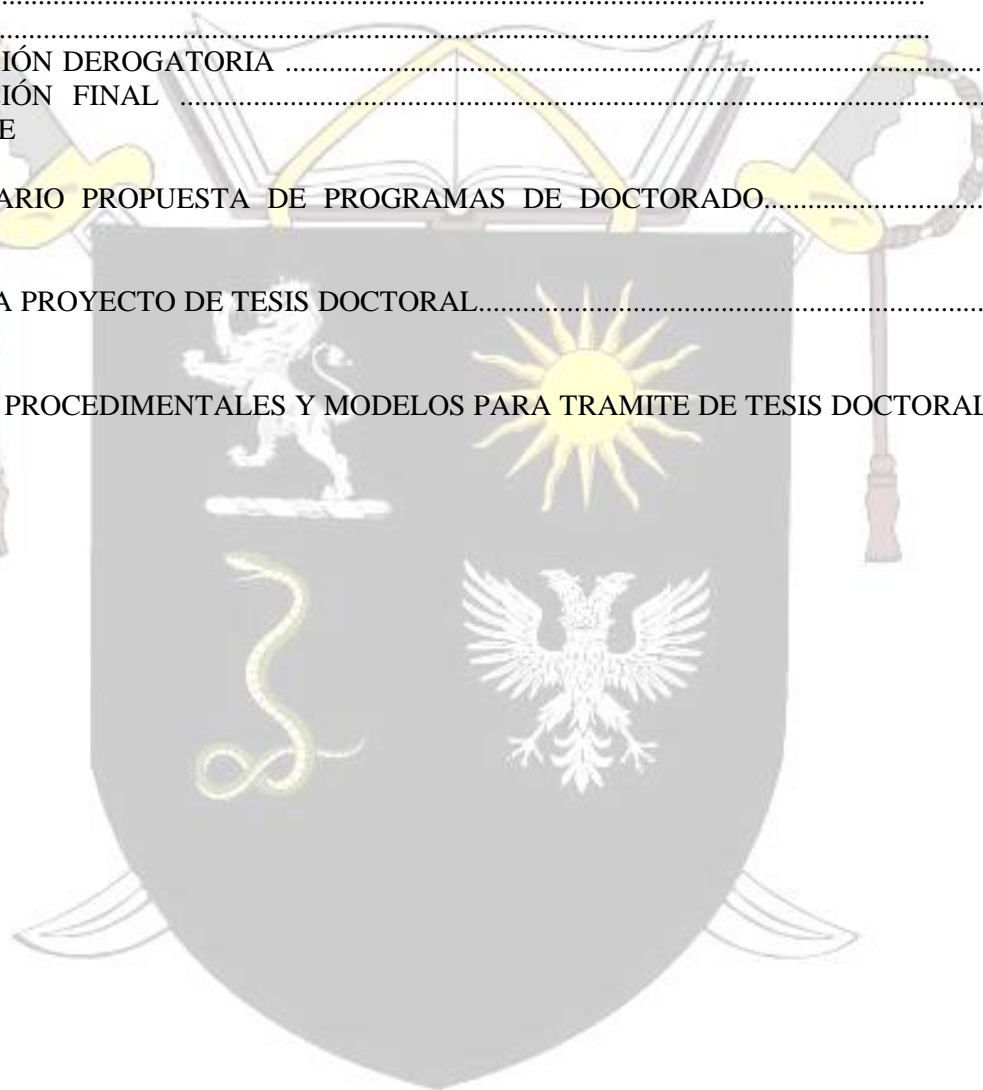 IÓN DEROGATORIA ................................................................................................
IÓN FINAL ................................................................................................
E
ARIO PROPUESTA DE PROGRAMAS DE DOCTORADO..............................
A PROYECTO DE TESIS DOCTORAL......................................................................
PROCEDIMENTALES Y MODELOS PARA TRAMITE DE TESIS DOCTORAL